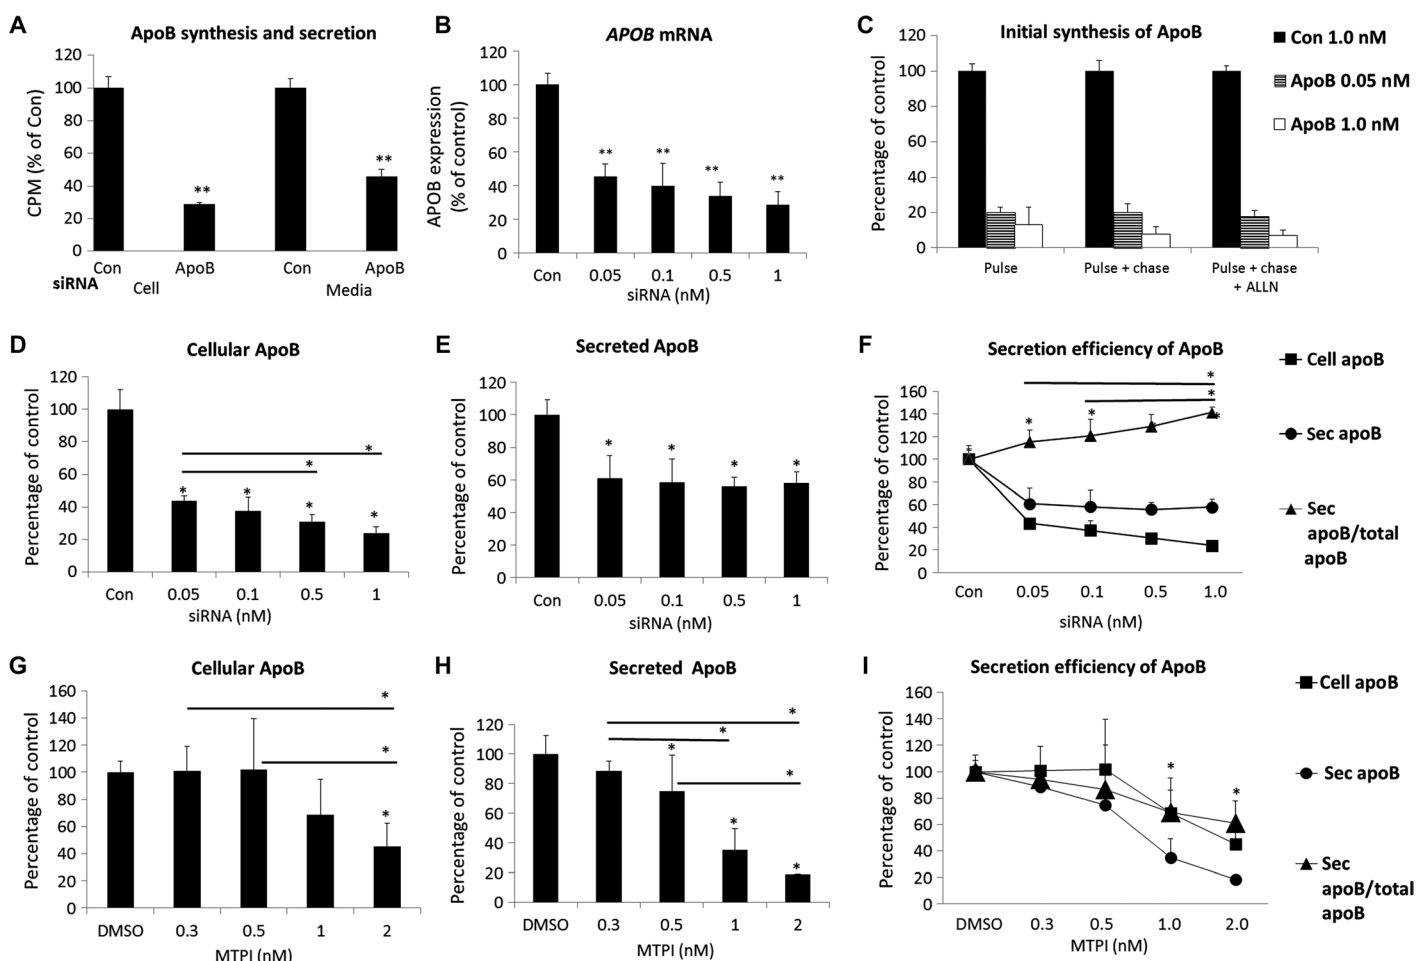 A
ApoB synthesis and secretion
CPM (% of Con)
120
100
80
60
40
20
0
**
**
Con
ApoB
Con
ApoB
siRNA
Cell
Media
B
APOB mRNA
APOB expression
(% of control)
120
100
80
60
40
20
0
**
**
**
**
Con
0.05
0.1
0.5
1
siRNA (nM)
C
Initial synthesis of ApoB
Percentage of control
120
100
80
60
40
20
0
Pulse
Pulse + chase
Pulse + chase
+ ALLN
Con 1.0 nM
ApoB 0.05 nM
ApoB 1.0 nM
D
Cellular ApoB
Percentage of control
120
100
80
60
40
20
0
*
*
*
*
*
*
Con
0.05
0.1
0.5
1
siRNA (nM)
E
Secreted ApoB
Percentage of control
120
100
80
60
40
20
0
*
*
*
*
Con
0.05
0.1
0.5
1
siRNA (nM)
F
Secretion efficiency of ApoB
Percentage of control
160
140
120
100
80
60
40
20
0
*
*
*
*
*
Con
0.05
0.1
0.5
1.0
siRNA (nM)
Cell apoB
Sec apoB
Sec
apoB/total
apoB
G
Cellular ApoB
Percentage of control
160
140
120
100
80
60
40
20
0
*
*
*
DMSO
0.3
0.5
1
2
MTPI (nM)
H
Secreted ApoB
Percentage of control
120
100
80
60
40
20
0
*
*
*
*
*
*
DMSO
0.3
0.5
1
2
MTPI (nM)
I
Secretion efficiency of ApoB
Percentage of control
160
140
120
100
80
60
40
20
0
*
*
DMSO
0.3
0.5
1.0
2.0
MTPI (nM)
Cell apoB
Sec apoB
Sec
apoB/total
apoB